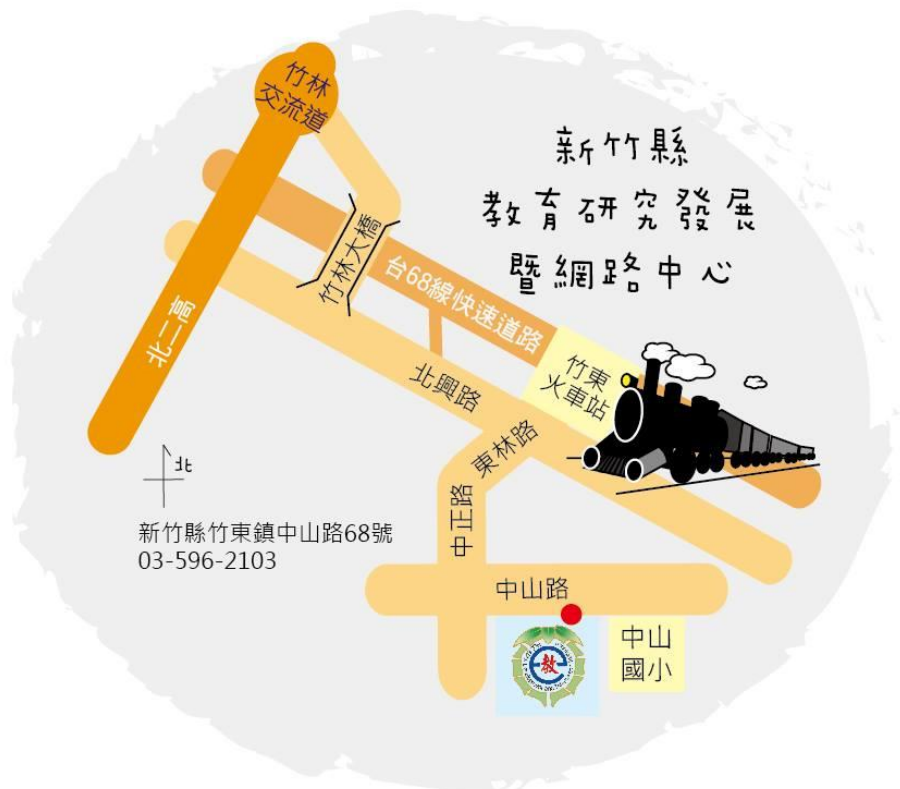 竹林
交流道
新竹縣
教育研究發展
暨網路中心
竹林大橋
台68線快速道路
北二高
竹東
火車站
北興路
東林路
北
中正路
新竹縣竹東鎮中山路68號
03-596-2103
中山路
教
中山
國小